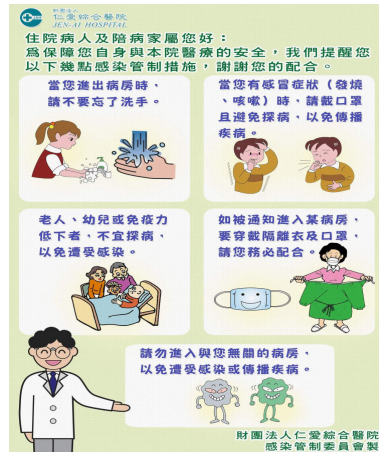 財團法人
仁愛綜合醫院
JEN-AI HOSPITAL
住院病人及陪病家屬您好：
為保障您自身與本院醫療的安全，我們提醒您
以下幾點感染管制措施，謝謝您的配合。
當您進出病房時，
請不要忘了洗手。
當您有感冒症狀（發燒
、咳嗽）時，請戴口罩
且避免探病，以免傳播
疾病。
老人、幼兒或免疫力
低下者，不宜探病，
以免遭受感染。
如被通知進入某病房，
要穿戴隔離衣及口罩，
請您務必配合。
請勿進入與您無關的病房，
以免遭受感染或傳播疾病。
財團法人仁愛綜合醫院
感染管制委員會製